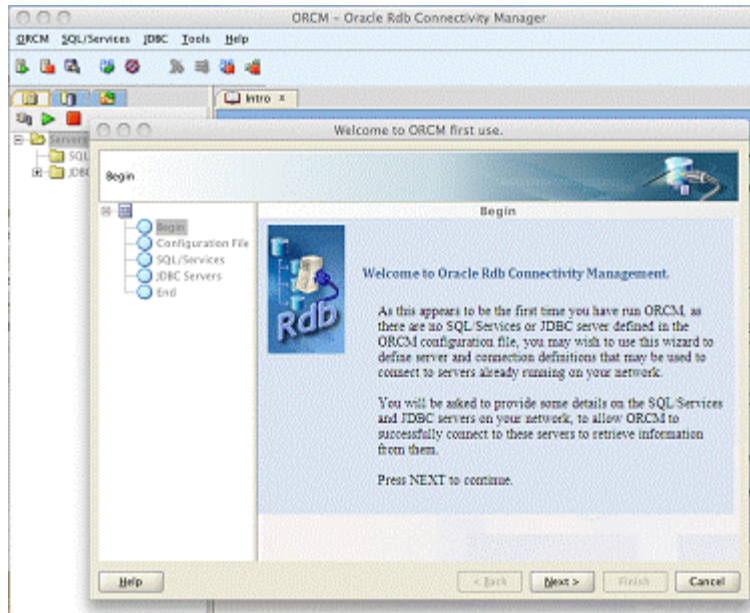 ORCM – Oracle Rdb Connectivity Manager
ORCM SQL/Services JDBC Tools Help
Intro x
Servers
SQL
JDBC
Welcome to ORCM first use.
Begin
Begin
Configuration File
SQL/Services
JDBC Servers
End
Begin
Rdb
Welcome to Oracle Rdb Connectivity Management.
As this appears to be the first time you have run ORCM, as
there are no SQL/Services or JDBC server defined in the
ORCM configuration file, you may wish to use this wizard to
define server and connection definitions that may be used to
connect to servers already running on your network.
You will be asked to provide some details on the SQL/Services
and JDBC servers on your network, to allow ORCM to
successfully connect to these servers to retrieve information
from them.
Press NEXT to continue.
Help < Back Next > Finish Cancel